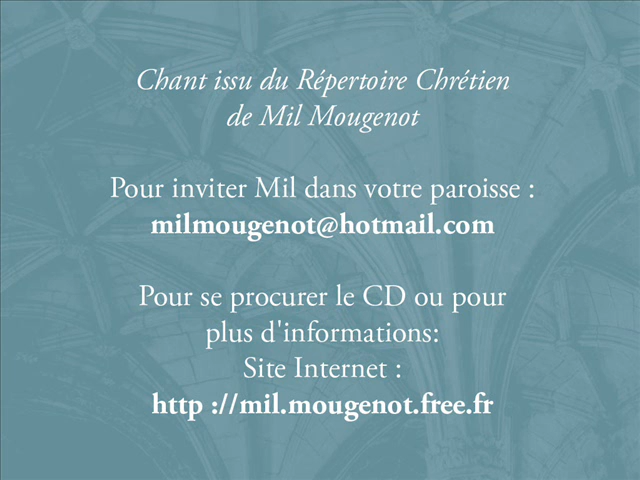 Chant issu du Répertoire Chrétien
de Mil Mougenot
Pour inviter Mil dans votre paroisse :
milmougenot@hotmail.com
Pour se procurer le CD ou pour
plus d'informations:
Site Internet :
http ://mil.mougenot.free.fr